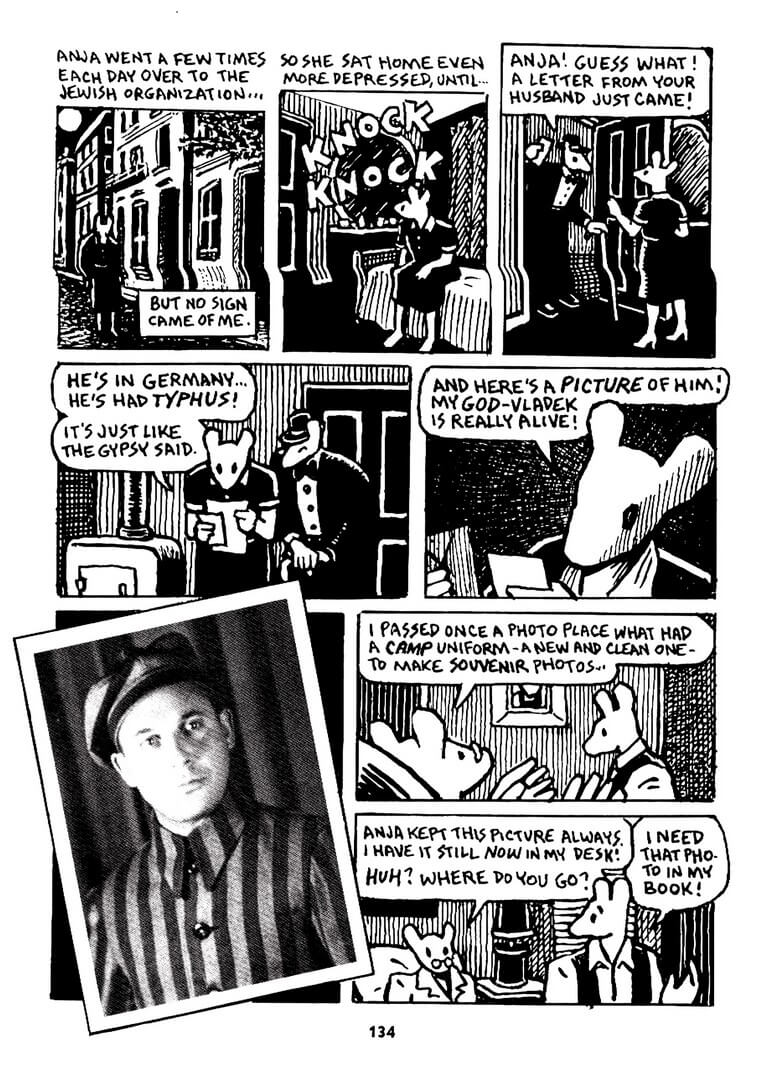 ANJA WENT A FEW TIMES
EACH DAY OVER TO THE
JEWISH ORGANIZATION...
BUT NO SIGN
CAME OF ME.
SO SHE SAT HOME EVEN
MORE DEPRESSED, UNTIL...
KNOCK
KNOCK
ANJA! GUESS WHAT!
A LETTER FROM YOUR
HUSBAND JUST CAME!
HE'S IN GERMANY...
HE'S HAD TYPHUS!
IT'S JUST LIKE
THE GYPSY SAID.
AND HERE'S A PICTURE OF HIM!
MY GOD-VLADEK
IS REALLY ALIVE!
I PASSED ONCE A PHOTO PLACE WHAT HAD
A CAMP UNIFORM - A NEW AND CLEAN ONE -
TO MAKE SOUVENIR PHOTOS...
ANJA KEPT THIS PICTURE ALWAYS.
I HAVE IT STILL NOW IN MY DESK!
HUH? WHERE DO YOU GO?
I NEED
THAT PHO-
TO IN MY
BOOK!
134